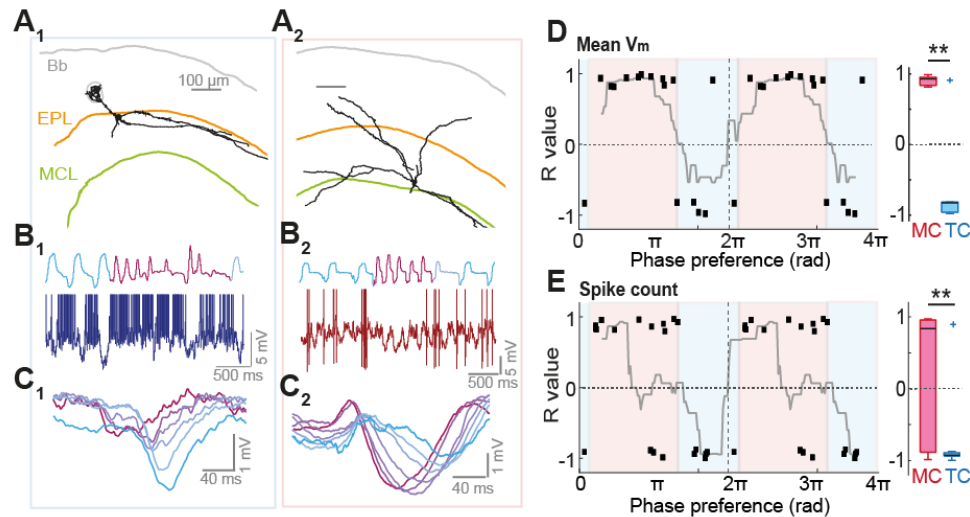 A1
A2
Bb
100 μm
EPL
MCL
B1
B2
5 mV
500 ms
5 mV
500 ms
C1
C2
1 mV
40 ms
1 mV
40 ms
D
Mean Vm
**
R value
1
0
-1
0
π
2π
3π
4π
Phase preference (rad)
1
0
-1
MC TC
E
Spike count
**
R value
1
0
-1
0
π
2π
3π
4π
Phase preference (rad)
1
0
-1
MC TC